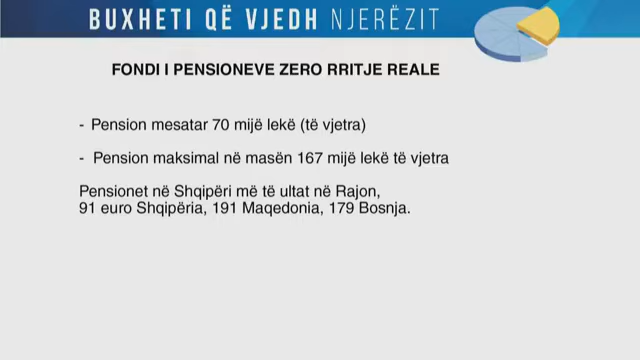 BUXHETI QË VJEDH NJERËZIT
FONDI I PENSIONEVE ZERO RRITJE REALE
- Pension mesatar 70 mijë lekë (të vjetra)
- Pension maksimal në masën 167 mijë lekë të vjetra
Pensionet në Shqipëri më të ultat në Rajon,
91 euro Shqipëria, 191 Maqedonia, 179 Bosnja.